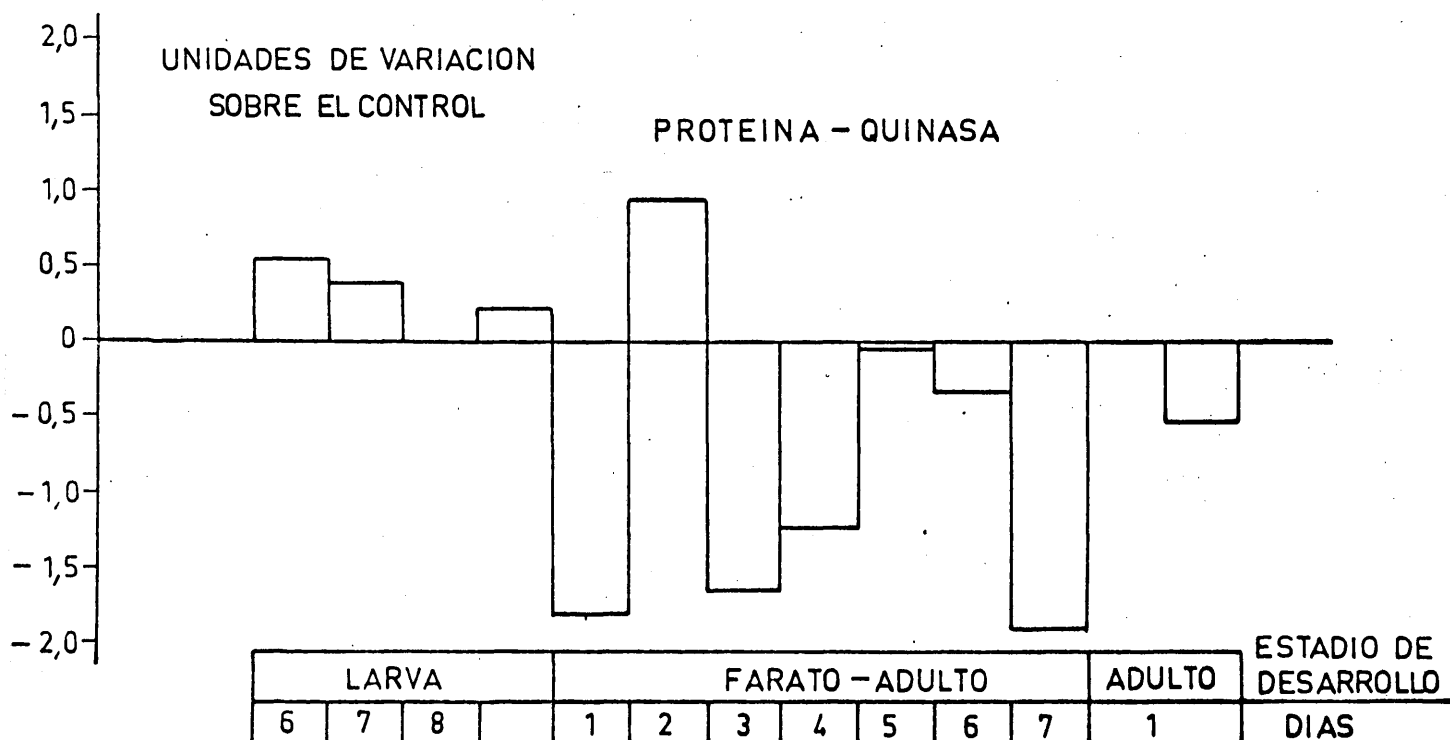 UNIDADES DE VARIACION
SOBRE EL CONTROL
PROTEINA - QUINASA
2,0
1,5
1,0
0,5
0
- 0,5
- 1,0
- 1,5
- 2,0
LARVA FARATO - ADULTO ADULTO ESTADIO DE
DESARROLLO
6 7 8 1 2 3 4 5 6 7 1 DIAS